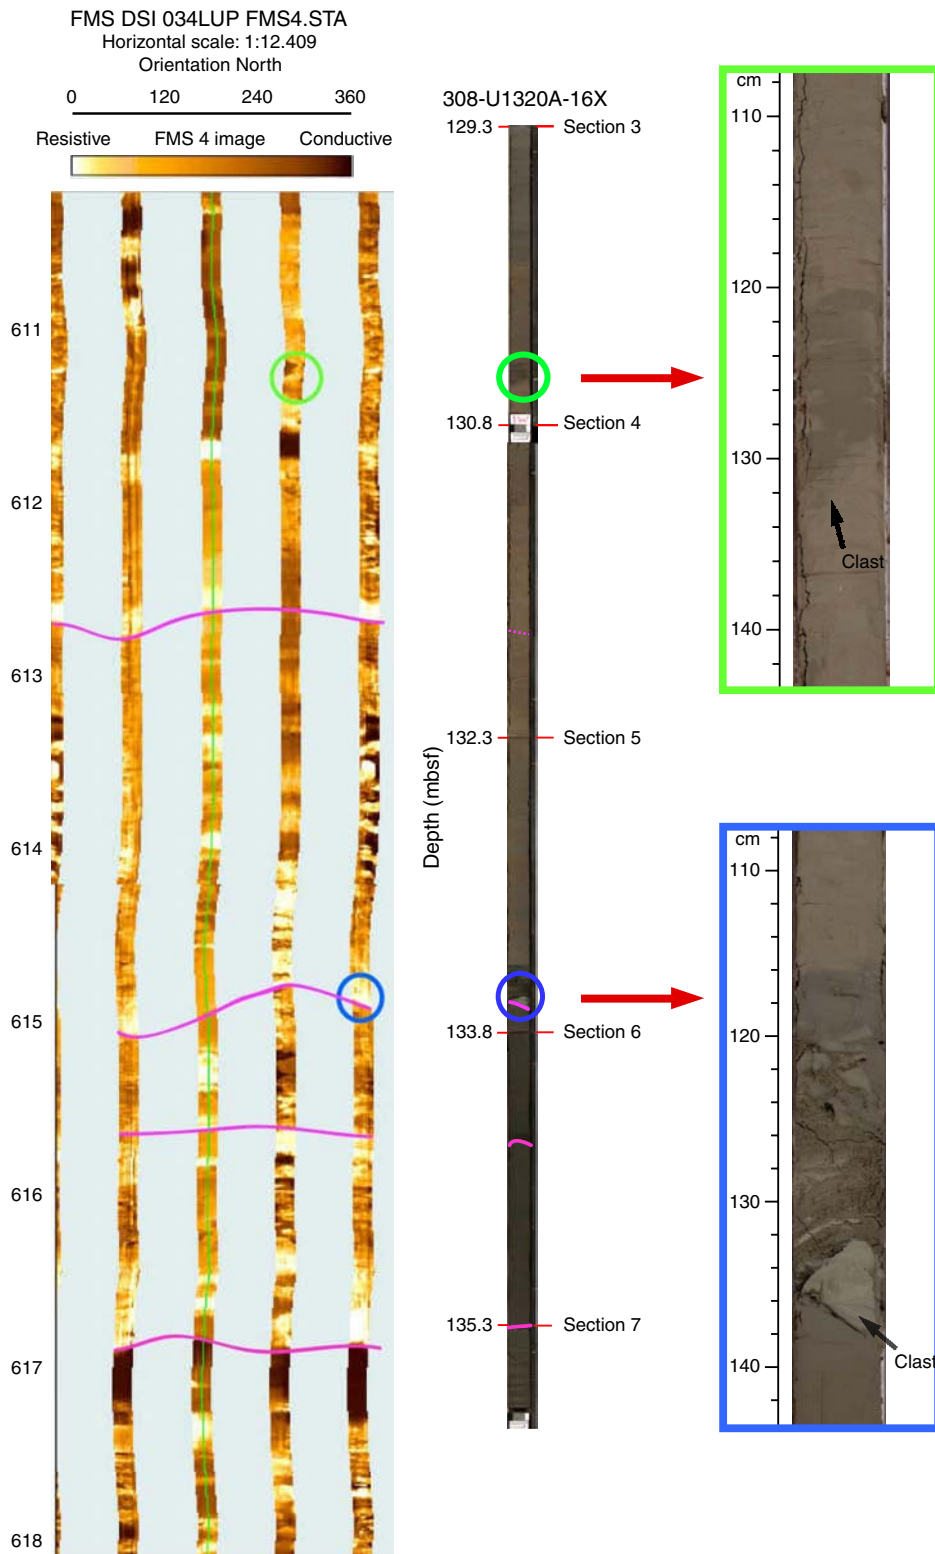 FMS DSI 034LUP FMS4.STA
Horizontal scale: 1:12.409
Orientation North
0 120 240 360
Resistive FMS 4 image Conductive
611
612
613
614
615
616
617
618
308-U1320A-16X
129.3 Section 3
130.8 Section 4
132.3 Section 5
133.8 Section 6
135.3 Section 7
Depth (mbsf)
cm
110
120
130
Clast
140
cm
110
120
130
140
Clast